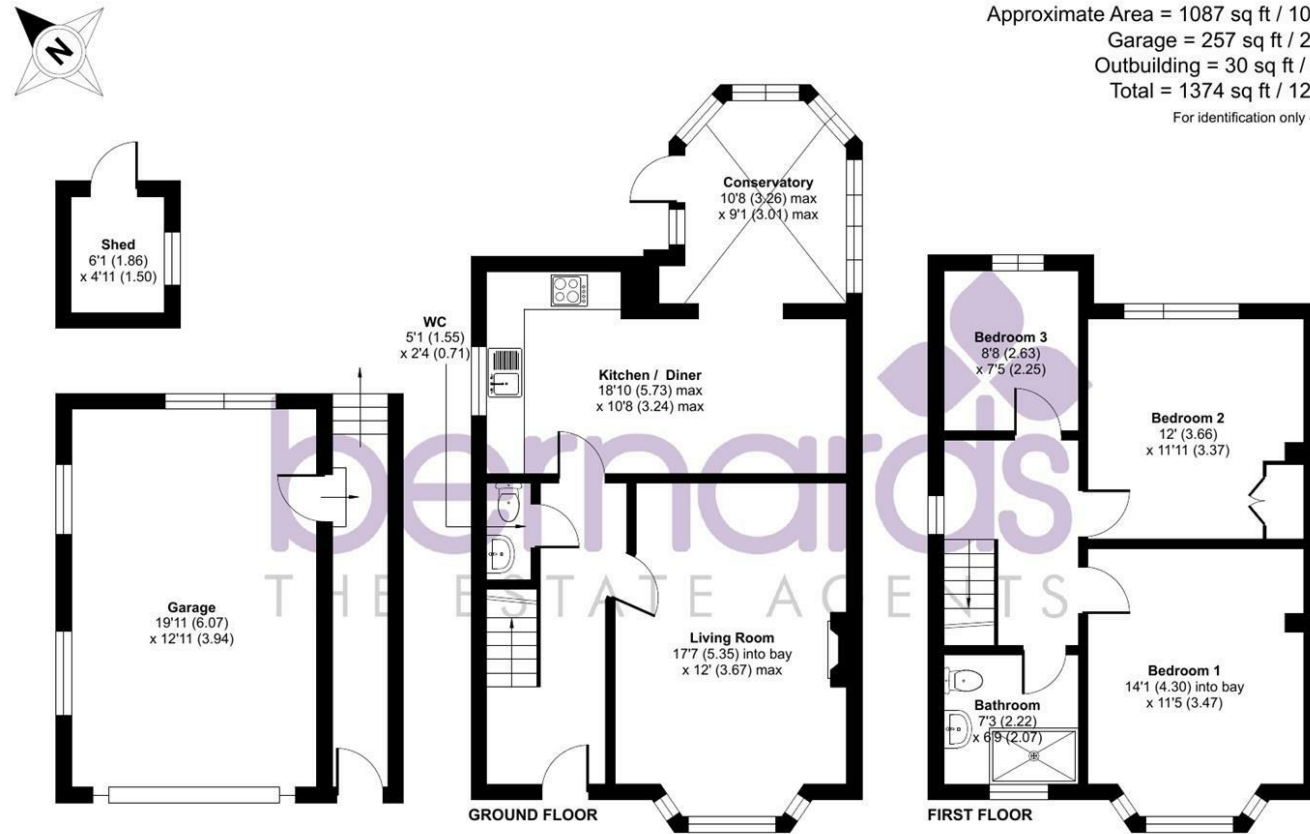 Approximate Area = 1087 sq ft / 10
Garage = 257 sq ft / 2
Outbuilding = 30 sq ft /
Total = 1374 sq ft / 12
For identification only
N
Shed
6'1 (1.86)
x 4'11 (1.50)
Conservatory
10'8 (3.26) max
x 9'1 (3.01) max
WC
5'1 (1.55)
x 2'4 (0.71)
Kitchen / Diner
18'10 (5.73) max
x 10'8 (3.24) max
Bedroom 3
8'8 (2.63)
x 7'5 (2.25)
Bedroom 2
12' (3.66)
x 11'11 (3.37)
bernards
THE ESTATE AGENTS
Garage
19'11 (6.07)
x 12'11 (3.94)
Living Room
17'7 (5.35) into bay
x 12' (3.67) max
Bedroom 1
14'1 (4.30) into bay
x 11'5 (3.47)
Bathroom
7'3 (2.22)
x 6'9 (2.07)
GROUND FLOOR
FIRST FLOOR